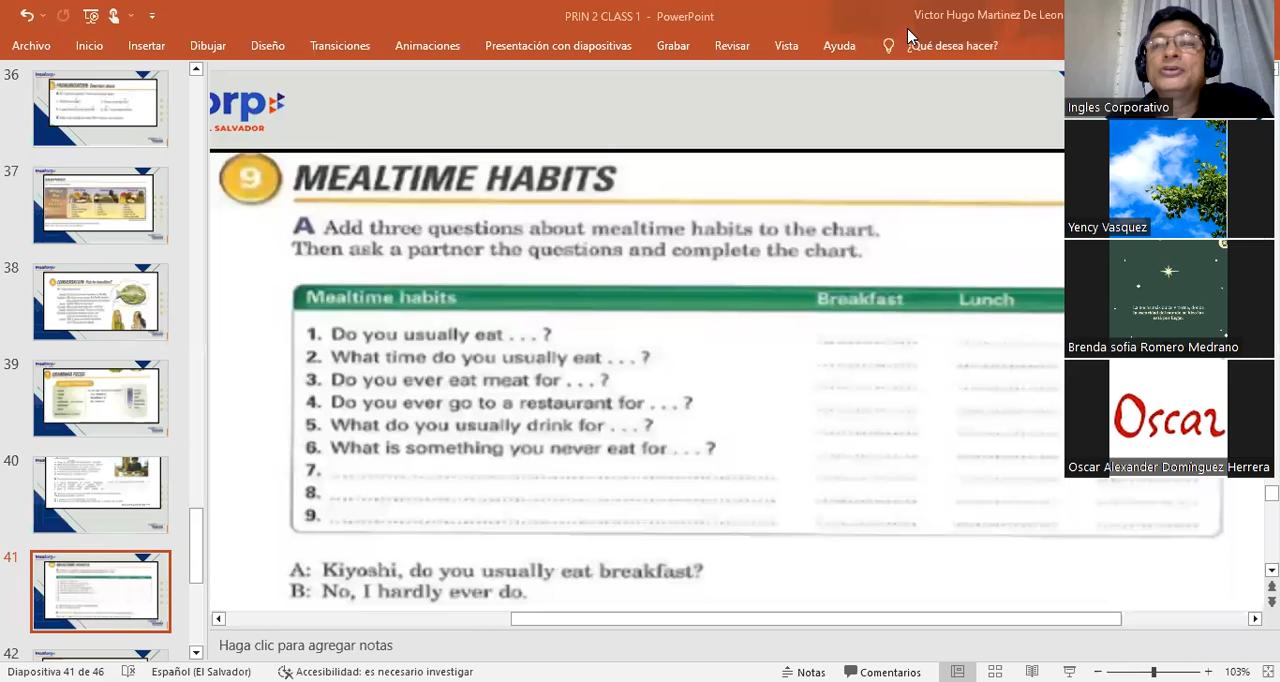 PRIN 2 CLASS 1 - PowerPoint
Victor Hugo Martinez De Leon
Archivo
Inicio
Insertar
Dibujar
Diseño
Transiciones
Animaciones
Presentación con diapositivas
Grabar
Revisar
Vista
Ayuda
¿Qué desea hacer?
36
37
38
39
40
41
42
orp
SALVADOR
9 MEALTIME HABITS
A Add three questions about mealtime habits to the chart.
Then ask a partner the questions and complete the chart.
Mealtime habits Breakfast Lunch
1. Do you usually eat . . . ?
2. What time do you usually eat . . . ?
3. Do you ever eat meat for . . . ?
4. Do you ever go to a restaurant for . . . ?
5. What do you usually drink for . . . ?
6. What is something you never eat for . . . ?
7.
8.
9.
A: Kiyoshi, do you usually eat breakfast?
B: No, I hardly ever do.
Ingles Corporativo
Yency Vasquez
Brenda sofia Romero Medrano
Oscar
Oscar Alexander Domínguez Herrera
Haga clic para agregar notas
Diapositiva 41 de 46
Español (El Salvador)
Accesibilidad: es necesario investigar
Notas
Comentarios
103%